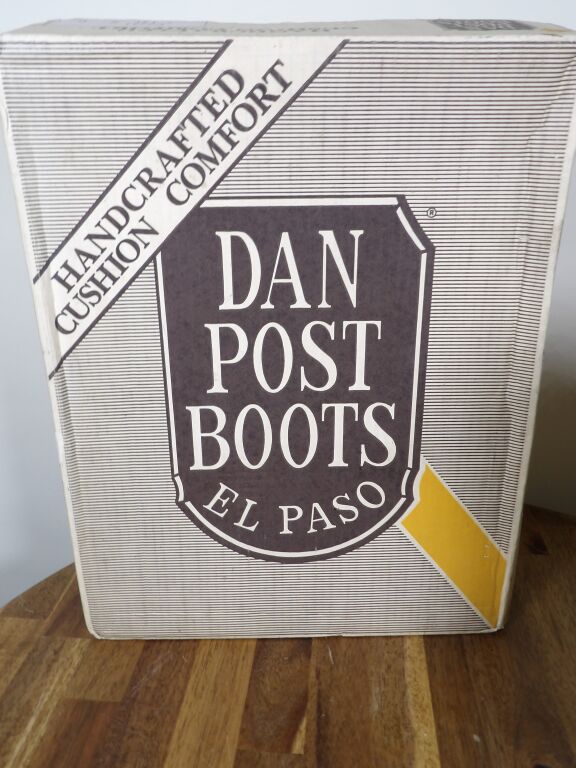 HANDCRAFTED
CUSHION COMFORT
DAN
POST
BOOTS
EL PASO
®